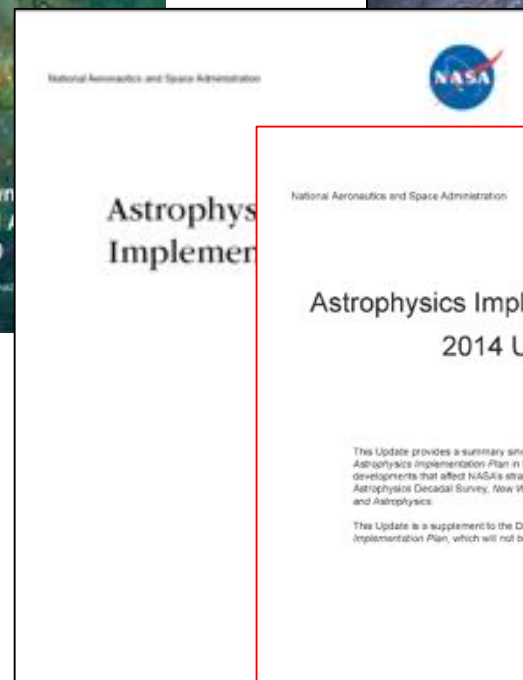 National Aeronautics and Space Administration
NASA
Astrophys
Implemen
National Aeronautics and Space Administration
Astrophysics Impl
2014 U
This Update provides a summary sinc
Astrophysics Implementation Plan in
developments that affect NASA's stra
Astrophysics Decadal Survey, New W
and Astrophysics.
This Update is a supplement to the D
Implementation Plan, which will not b